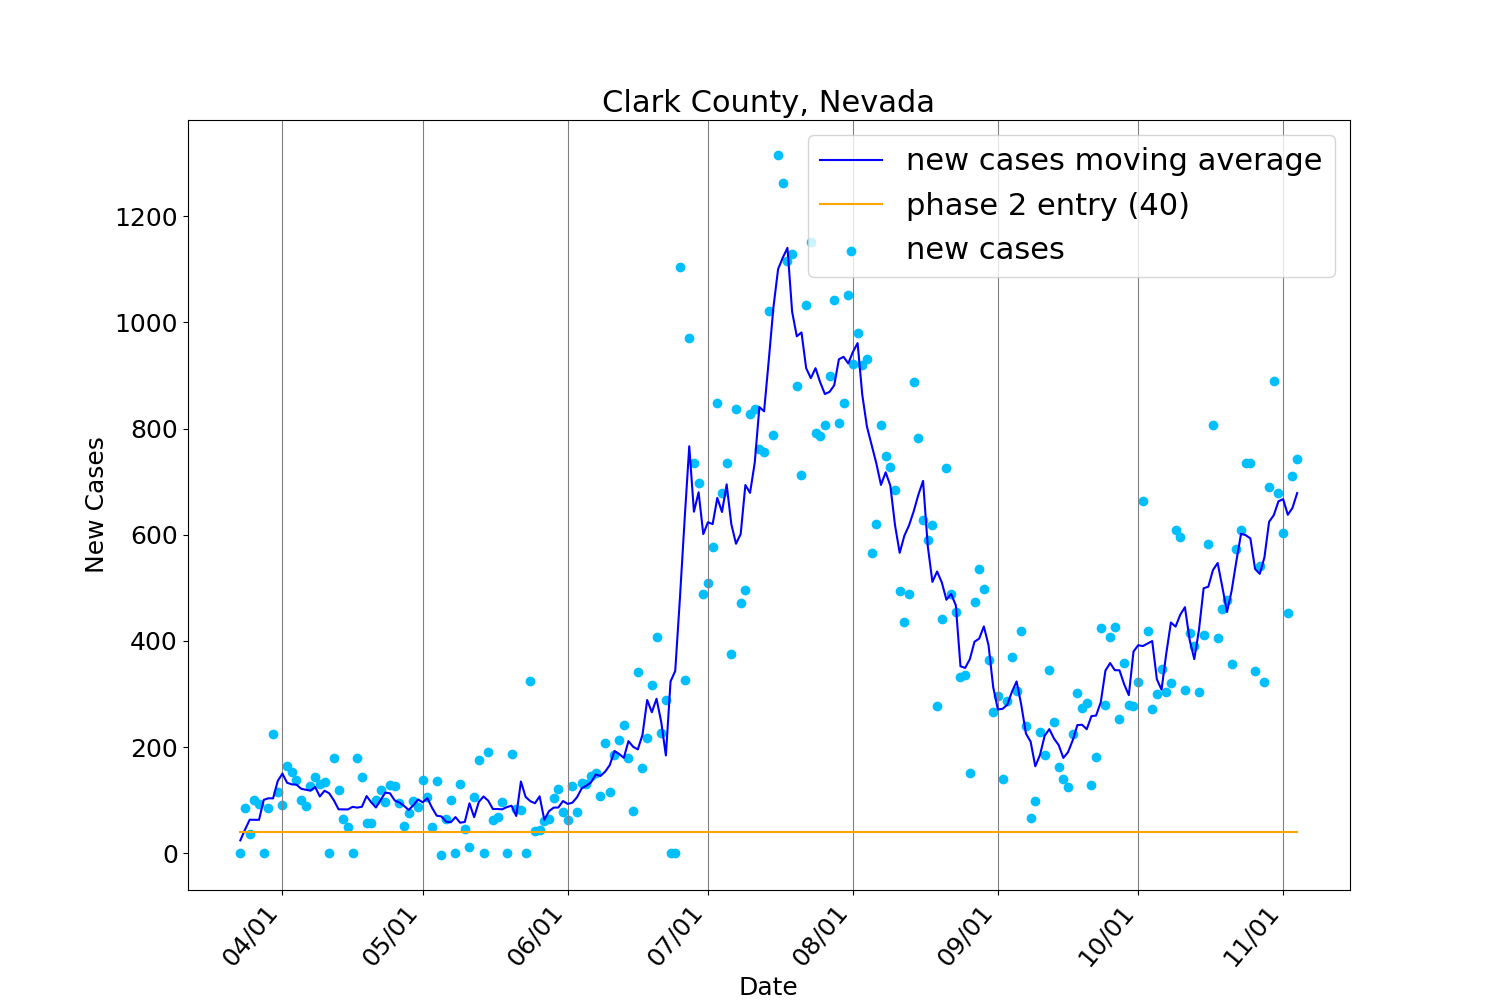 Clark County, Nevada
new cases moving average
phase 2 entry (40)
new cases
New Cases
1200
1000
800
600
400
200
0
04/01
05/01
06/01
07/01
08/01
09/01
10/01
11/01
Date